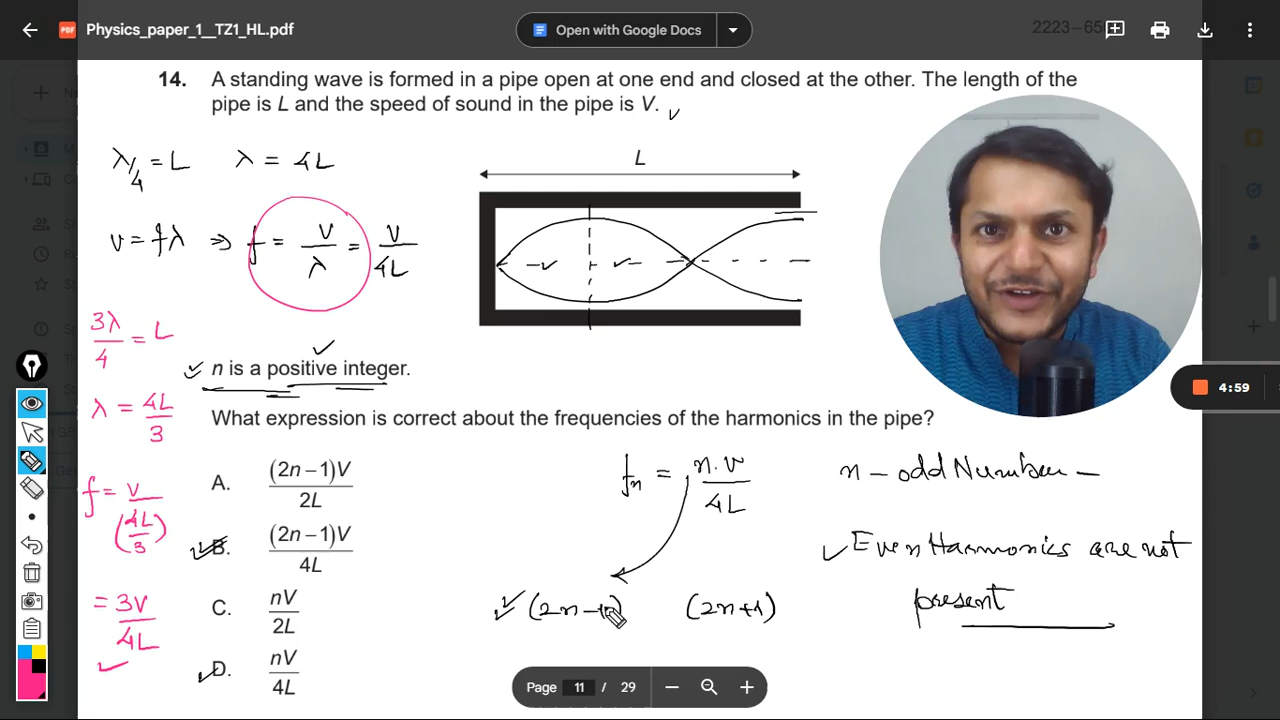 Physics_paper_1__TZ1_HL.pdf
Open with Google Docs
2223–65
14. A standing wave is formed in a pipe open at one end and closed at the other. The length of the
pipe is L and the speed of sound in the pipe is V.
λ/4 = L λ = 4L
L
v = fλ ⇒ f = v/λ = v/4L
3λ/4 = L
n is a positive integer.
4:59
λ = 4L/3
What expression is correct about the frequencies of the harmonics in the pipe?
A. (2n–1)V/2L
fn = n.v/4L
n – odd Number –
f = v/(4L/3)
B. (2n–1)V/4L
Even Harmonics are not
present
C. nV/2L
(2n–1) (2n+1)
= 3V/4L
D. nV/4L
Page 11 / 29